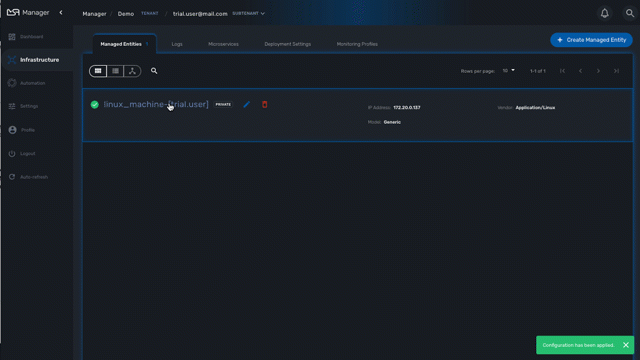 MSA Manager
Manager / Demo TENANT / trial.user@mail.com SUBTENANT
Dashboard
Infrastructure
Automation
Settings
Profile
Logout
Auto-refresh
Managed Entities 1
Logs
Microservices
Deployment Settings
Monitoring Profiles
+ Create Managed Entity
Rows per page: 10 1-1 of 1
linux_machine-[trial.user] PRIVATE
IP Address: 172.20.0.137
Vendor: Application/Linux
Model: Generic
Configuration has been applied.